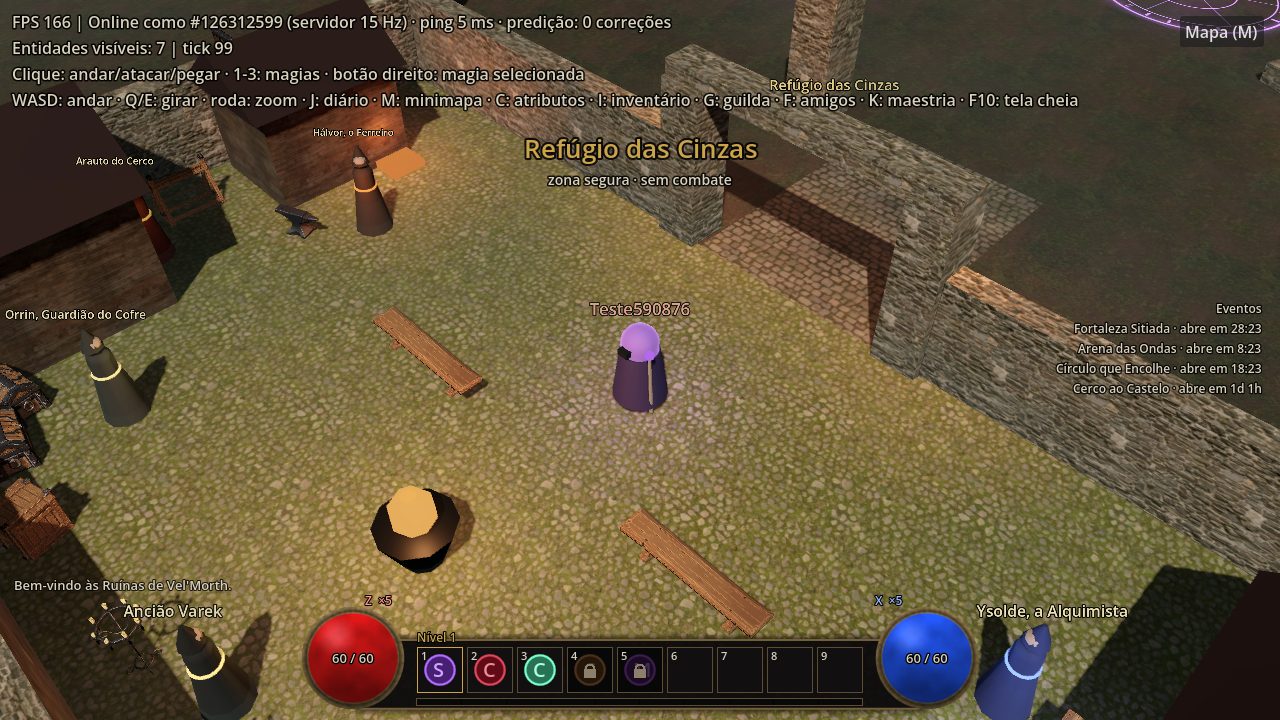 FPS 166 | Online como #126312599 (servidor 15 Hz) · ping 5 ms · predição: 0 correções
Entidades visíveis: 7 | tick 99
Mapa (M)
Clique: andar/atacar/pegar · 1-3: magias · botão direito: magia selecionada
Refúgio das Cinzas
WASD: andar · Q/E: girar · roda: zoom · J: diário · M: minimapa · C: atributos · I: inventário · G: guilda · F: amigos · K: maestria · F10: tela cheia
Hálvor, o Ferreiro
Refúgio das Cinzas
Arauto do Cerco
zona segura · sem combate
Teste590876
Orrin, Guardião do Cofre
Eventos
Fortaleza Sitiada · abre em 28:23
Arena das Ondas · abre em 8:23
Círculo que Encolhe · abre em 18:23
Cerco ao Castelo · abre em 1d 1h
Bem-vindo às Ruínas de Vel'Morth.
Z ×5
X ×5
Ancião Varek
Ysolde, a Alquimista
Nível 1
60 / 60
1 2 3 4 5 6 7 8 9
S C C
60 / 60